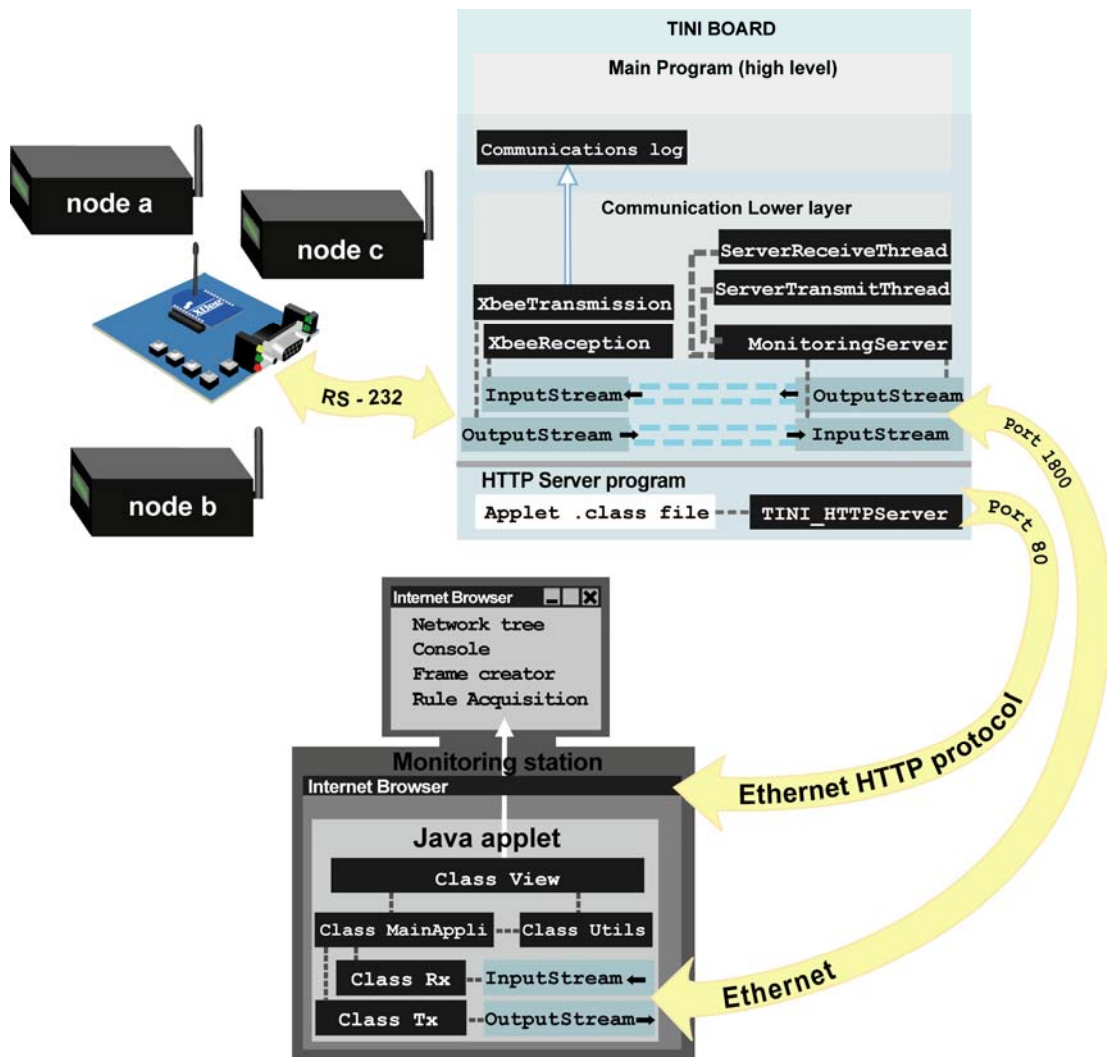 TINI BOARD
Main Program (high level)
Communications log
Communication Lower layer
ServerReceiveThread
ServerTransmitThread
XbeeTransmission
XbeeReception
MonitoringServer
InputStream
OutputStream
OutputStream
InputStream
HTTP Server program
Applet .class file
TINI_HTTPServer
node a
node c
XBee
node b
RS - 232
Port 1800
Port 80
Ethernet HTTP protocol
Ethernet
Internet Browser
Network tree
Console
Frame creator
Rule Acquisition
Monitoring station
Internet Browser
Java applet
Class View
Class MainAppli
Class Utils
Class Rx
InputStream
Class Tx
OutputStream